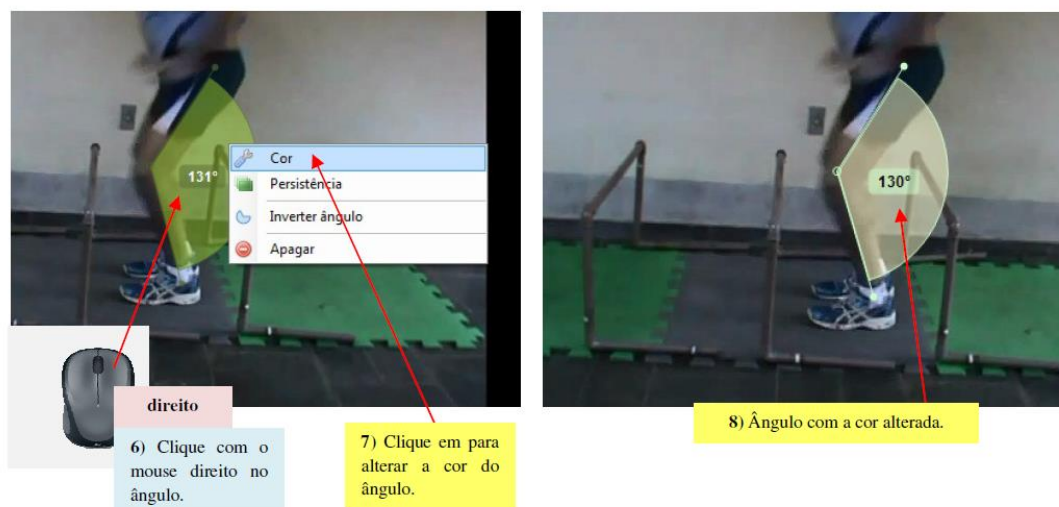 131°
Cor
Persistência
Inverter ângulo
Apagar
direito
6) Clique com o
mouse direito no
ângulo.
7) Clique em para
alterar a cor do
ângulo.
130°
8) Ângulo com a cor alterada.